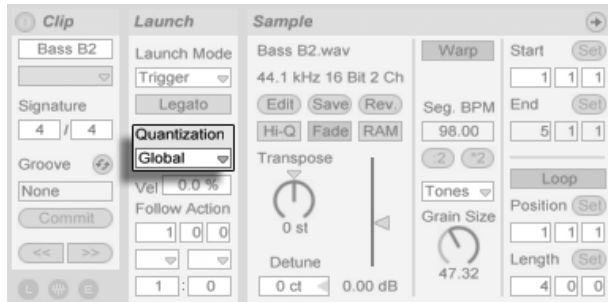 Clip
Bass B2
Signature
4 / 4
Groove
None
Commit
<< >>
L E
Launch
Launch Mode
Trigger
Legato
Quantization
Global
Vel 0.0 %
Follow Action
1 0 0
1 : 0
Sample
Bass B2.wav
44.1 kHz 16 Bit 2 Ch
Edit Save Rev.
Hi-Q Fade RAM
Transpose
0 st
Detune
0 ct 0.00 dB
Warp
Seg. BPM
98.00
:2 *2
Tones
Grain Size
47.32
Start Set
1 1 1
End Set
5 1 1
Loop
Position Set
1 1 1
Length Set
4 0 0